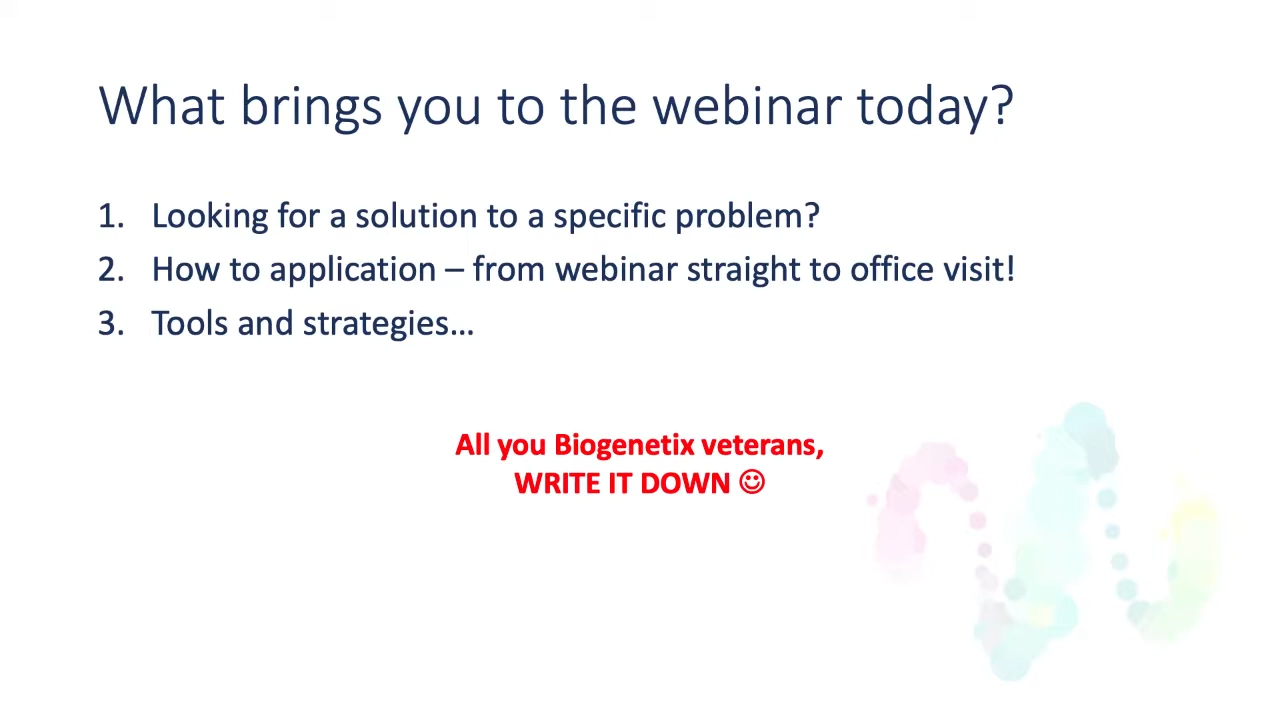 What brings you to the webinar today?
1. Looking for a solution to a specific problem?
2. How to application – from webinar straight to office visit!
3. Tools and strategies…
All you Biogenetix veterans,
WRITE IT DOWN ☺